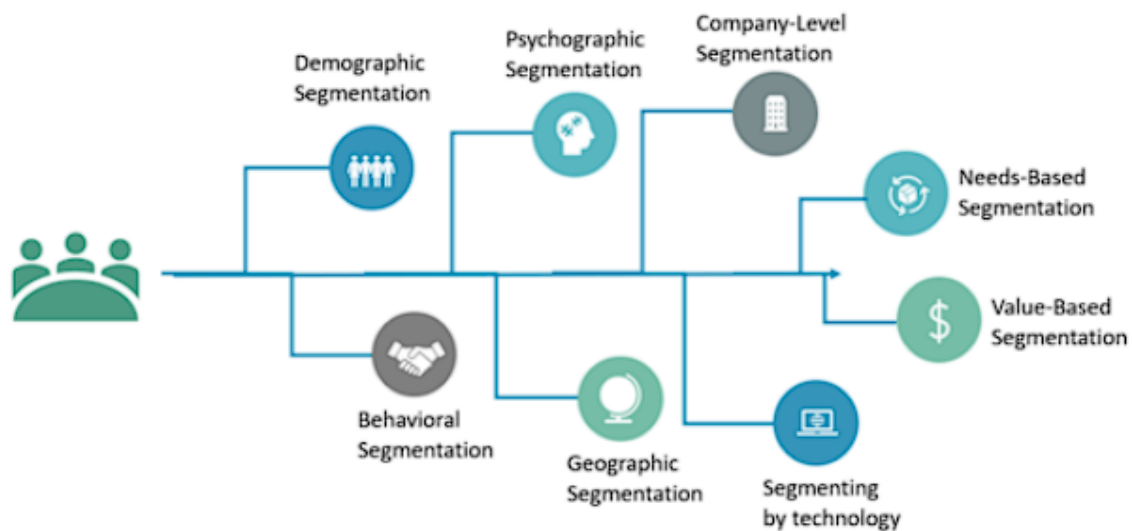 Company-Level
Segmentation
Psychographic
Segmentation
Demographic
Segmentation
Needs-Based
Segmentation
Value-Based
Segmentation
$
Behavioral
Segmentation
Geographic
Segmentation
Segmenting
by technology